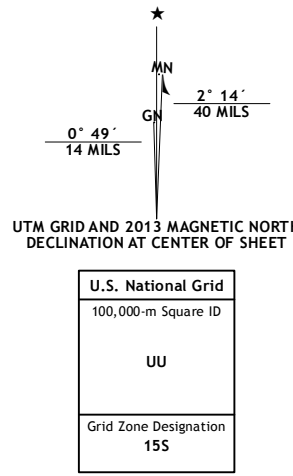 ★
MN
GN
2° 14´
40 MILS
0° 49´
14 MILS
UTM GRID AND 2013 MAGNETIC NORTH
DECLINATION AT CENTER OF SHEET
U.S. National Grid
100,000-m Square ID
UU
Grid Zone Designation
15S